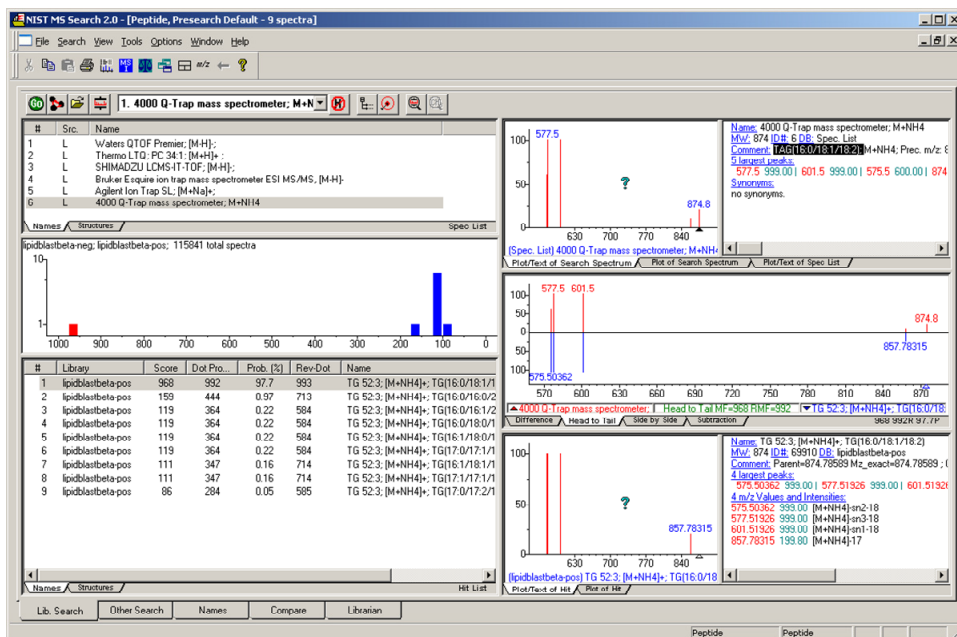 NIST MS Search 2.0 - [Peptide, Presearch Default - 9 spectra]
File Search View Tools Options Window Help
1. 4000 Q-Trap mass spectrometer; M+N
# Src. Name
1 L Waters QTOF Premier; [M-H]-;
2 L Thermo LTQ: PC 34:1: [M+H]+ :
3 L SHIMADZU LCMS-IT-TOF; [M-H]-;
4 L Bruker Esquire ion trap mass spectrometer ESI MS/MS, [M-H]-
5 L Agilent Ion Trap SL; [M+Na]+;
6 L 4000 Q-Trap mass spectrometer; M+NH4
Names Structures Spec List
lipidblastbeta-neg; lipidblastbeta-pos; 115841 total spectra
10
1
1000 900 800 700 600 500 400 300 200 100 0
# Library Score Dot Pro... Prob. (%) Rev-Dot Name
1 lipidblastbeta-pos 968 992 97.7 993 TG 52:3; [M+NH4]+; TG(16:0/18:1/1
2 lipidblastbeta-pos 159 444 0.97 713 TG 52:3; [M+NH4]+; TG(16:0/16:0/2
3 lipidblastbeta-pos 119 364 0.22 584 TG 52:3; [M+NH4]+; TG(16:0/16:1/2
4 lipidblastbeta-pos 119 364 0.22 584 TG 52:3; [M+NH4]+; TG(16:0/18:0/1
5 lipidblastbeta-pos 119 364 0.22 584 TG 52:3; [M+NH4]+; TG(16:1/18:0/1
6 lipidblastbeta-pos 119 364 0.22 584 TG 52:3; [M+NH4]+; TG(17:0/17:1/1
7 lipidblastbeta-pos 111 347 0.16 714 TG 52:3; [M+NH4]+; TG(16:1/18:1/1
8 lipidblastbeta-pos 111 347 0.16 714 TG 52:3; [M+NH4]+; TG(17:1/17:1/1
9 lipidblastbeta-pos 86 284 0.05 585 TG 52:3; [M+NH4]+; TG(17:0/17:2/1
Names Structures Hit List
Lib. Search Other Search Names Compare Librarian
100
577.5
50
?
874.8
0
630 700 770 840
(Spec. List) 4000 Q-Trap mass spectrometer; M+NH4
Plot/Text of Search Spectrum Plot of Search Spectrum Plot/Text of Spec List
Name: 4000 Q-Trap mass spectrometer; M+NH4
MW: 874 ID#: 6 DB: Spec. List
Comment: TAG(16:0/18:1/18:2); M+NH4; Prec. m/z: 8
5 largest peaks:
577.5 999.00 | 601.5 999.00 | 575.5 600.00 | 874
Synonyms:
no synonyms.
577.5 601.5
100
50
0
50
100
874.8
857.78315
575.50362
570 600 630 660 690 720 750 780 810 840 870
4000 Q-Trap mass spectrometer; Head to Tail MF=968 RMF=992 TG 52:3; [M+NH4]+; TG(16:0/18:
Difference Head to Tail Side by Side Subtraction 968 992R 97.7P
100
50
?
857.78315
0
630 700 770 840
(lipidblastbeta-pos) TG 52:3; [M+NH4]+; TG(16:0/18
Plot/Text of Hit Plot of Hit
Name: TG 52:3; [M+NH4]+; TG(16:0/18:1/18:2)
MW: 874 ID#: 69910 DB: lipidblastbeta-pos
Comment: Parent=874.78589 Mz_exact=874.78589 ;
4 largest peaks:
575.50362 999.00 | 577.51926 999.00 | 601.51926
4 m/z Values and Intensities:
575.50362 999.00 [M+NH4]-sn2-18
577.51926 999.00 [M+NH4]-sn3-18
601.51926 999.00 [M+NH4]-sn1-18
857.78315 199.80 [M+NH4]-17
Peptide Peptide